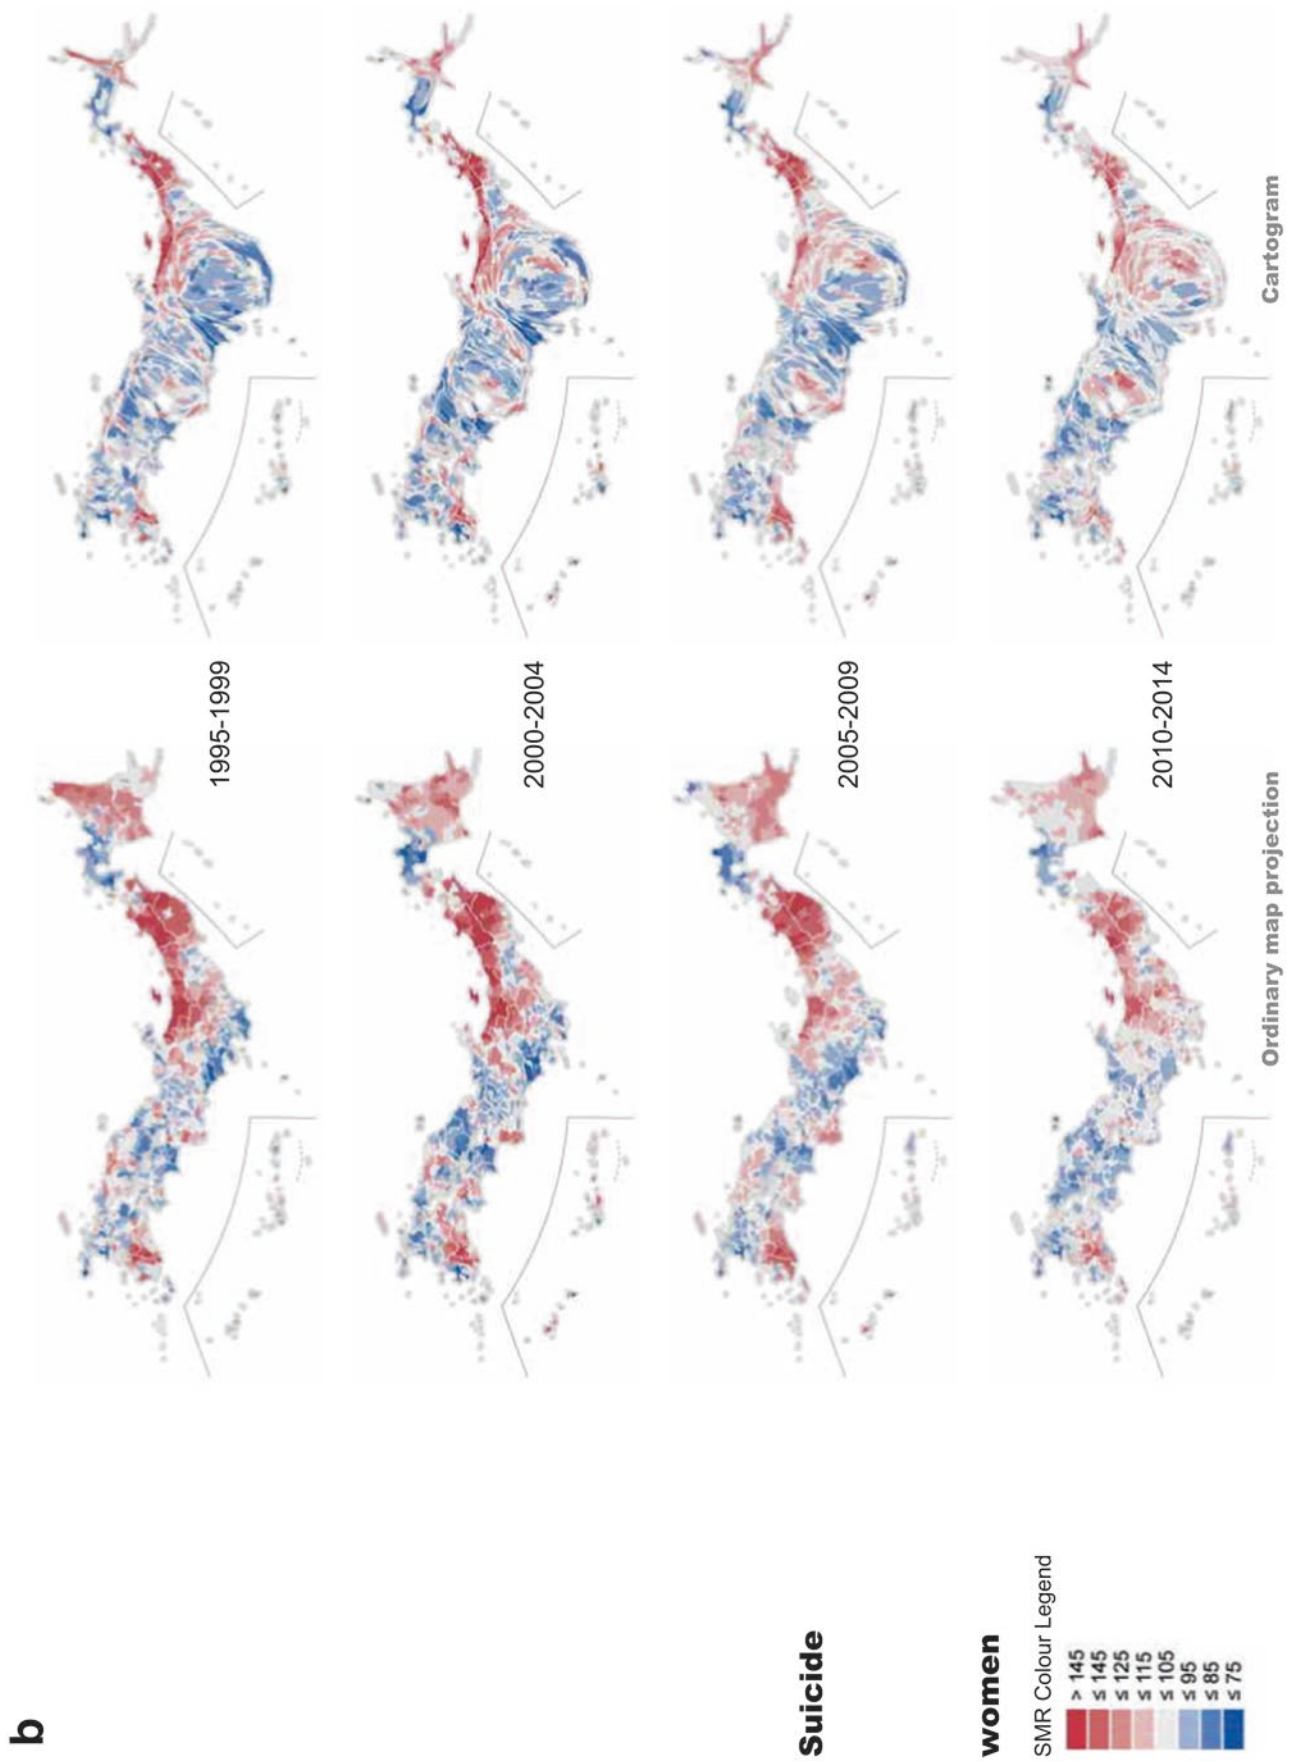 b
Suicide
women
SMR Colour Legend
> 145
≤ 145
≤ 125
≤ 115
≤ 105
≤ 95
≤ 85
≤ 75
1995-1999
2000-2004
2005-2009
2010-2014
Ordinary map projection
Cartogram